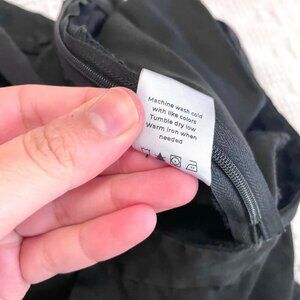 Machine wash cold
with like colors
Tumble dry low
Warm iron when
needed